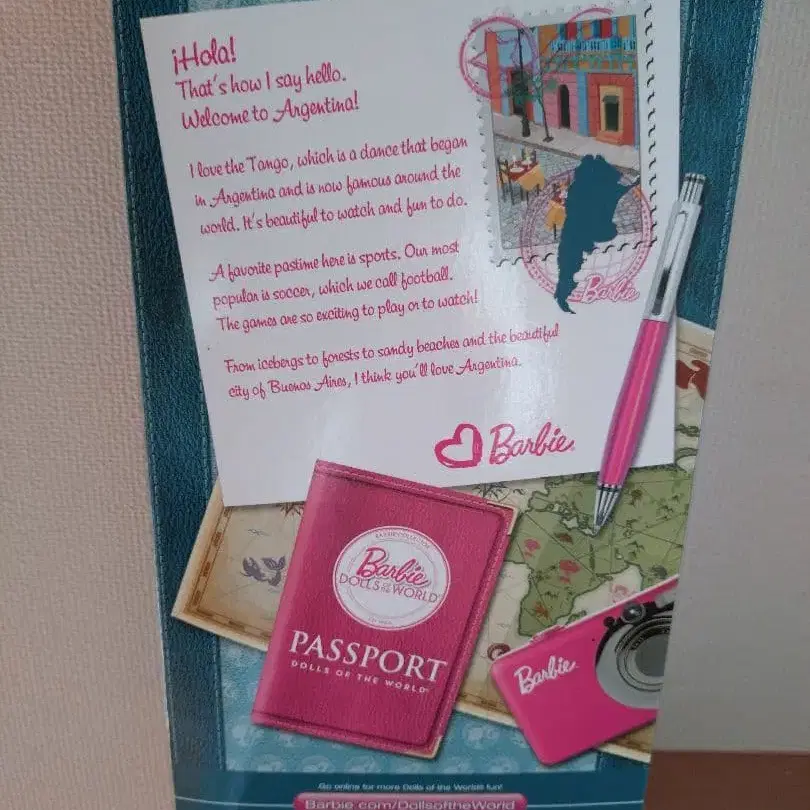 ¡Hola!
That's how I say hello.
Welcome to Argentina!
I love the Tango, which is a dance that began
in Argentina and is now famous around the
world. It's beautiful to watch and fun to do.
A favorite pastime here is sports. Our most
popular is soccer, which we call football.
The games are so exciting to play or to watch!
From icebergs to forests to sandy beaches and the beautiful
city of Buenos Aires, I think you'll love Argentina.
Barbie
Barbie
Barbie
DOLLS OF THE WORLD
PASSPORT
DOLLS OF THE WORLD
Barbie
Go online for more Dolls of the World® fun!
Barbie.com/DollsoftheWorld